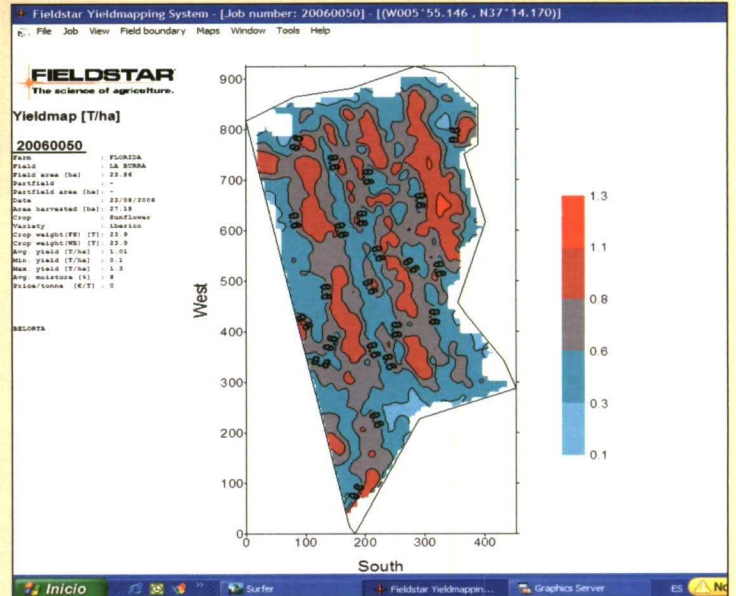 Fieldstar Yieldmapping System - [Job number: 20060050] - [(W005°55.146 , N37°14.170)]
File Job View Field boundary Maps Window Tools Help
FIELDSTAR
The science of agriculture.
Yieldmap [T/ha]
20060050
Farm : FLORIDA
Field : LA BURRA
Field area [ha] : 23.86
Partfield : -
Partfield area [ha]: -
Date : 23/08/2006
Area harvested [ha]: 27.18
Crop : Sunflower
Variety : iberico
Crop weight(FS) [T]: 23.9
Crop weight(WB) [T]: 23.9
Avg. yield [T/ha] : 1.01
Min. yield [T/ha] : 0.1
Max. yield [T/ha] : 1.3
Avg. moisture [%] : 8
Price/tonne [€/T] : 0
BELORTA
West
900
800
700
600
500
400
300
200
100
0
0 100 200 300 400
South
1.3
1.1
0.8
0.6
0.3
0.1
Inicio
Surfer
Fieldstar Yieldmappin...
Graphics Server
ES